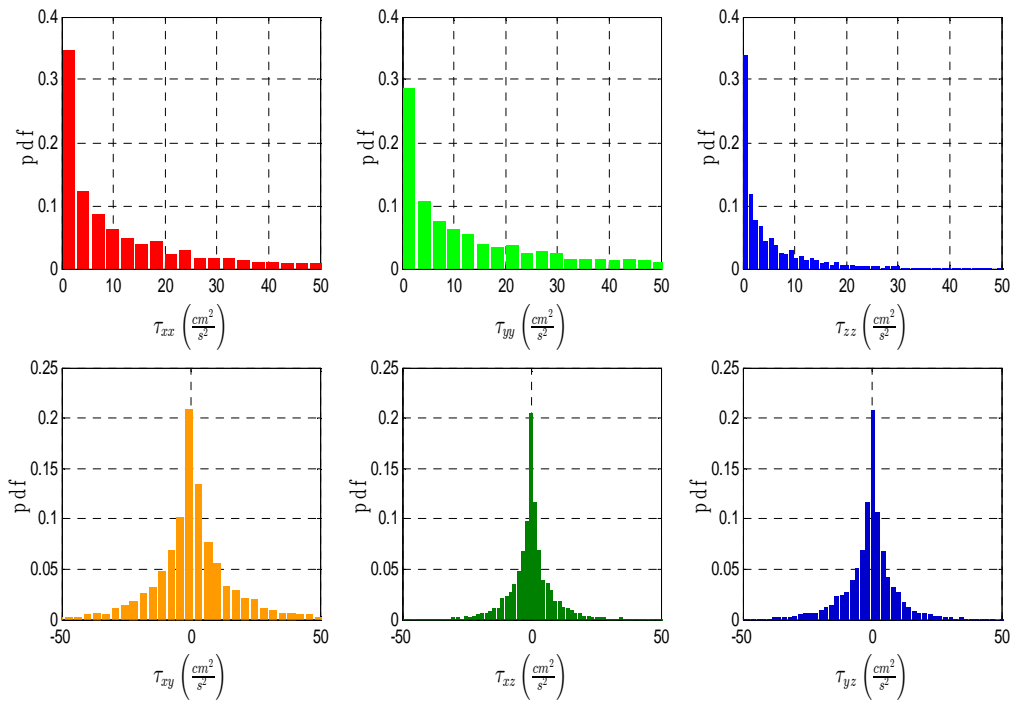 0.4
0.3
0.2
0.1
0
pdf
0 10 20 30 40 50
τxx (cm²/s²)
0.4
0.3
0.2
0.1
0
pdf
0 10 20 30 40 50
τyy (cm²/s²)
0.4
0.3
0.2
0.1
0
pdf
0 10 20 30 40 50
τzz (cm²/s²)
0.25
0.2
0.15
0.1
0.05
0
pdf
-50 0 50
τxy (cm²/s²)
0.25
0.2
0.15
0.1
0.05
0
pdf
-50 0 50
τxz (cm²/s²)
0.25
0.2
0.15
0.1
0.05
0
pdf
-50 0 50
τyz (cm²/s²)